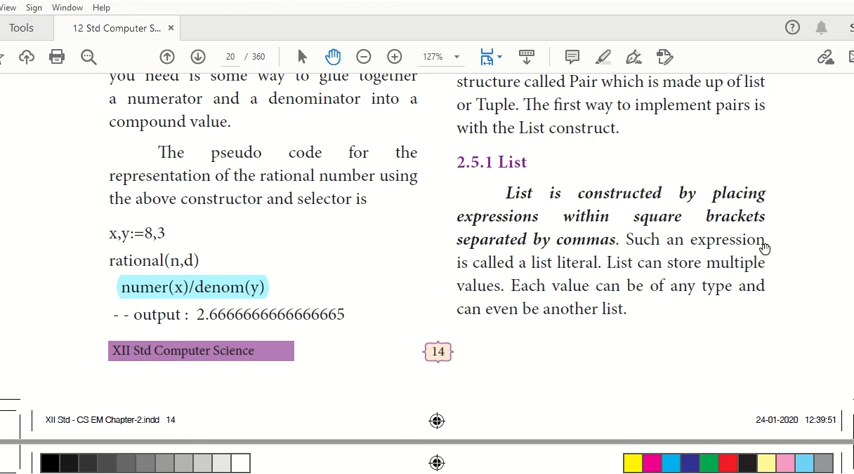 View Sign Window Help
Tools 12 Std Computer S... ×
20 / 360 127%
you need is some way to glue together
a numerator and a denominator into a
compound value.
The pseudo code for the
representation of the rational number using
the above constructor and selector is
x,y:=8,3
rational(n,d)
numer(x)/denom(y)
- - output : 2.6666666666666665
XII Std Computer Science
structure called Pair which is made up of list
or Tuple. The first way to implement pairs is
with the List construct.
2.5.1 List
List is constructed by placing
expressions within square brackets
separated by commas. Such an expression
is called a list literal. List can store multiple
values. Each value can be of any type and
can even be another list.
14
XII Std - CS EM Chapter-2.indd 14
24-01-2020 12:39:51